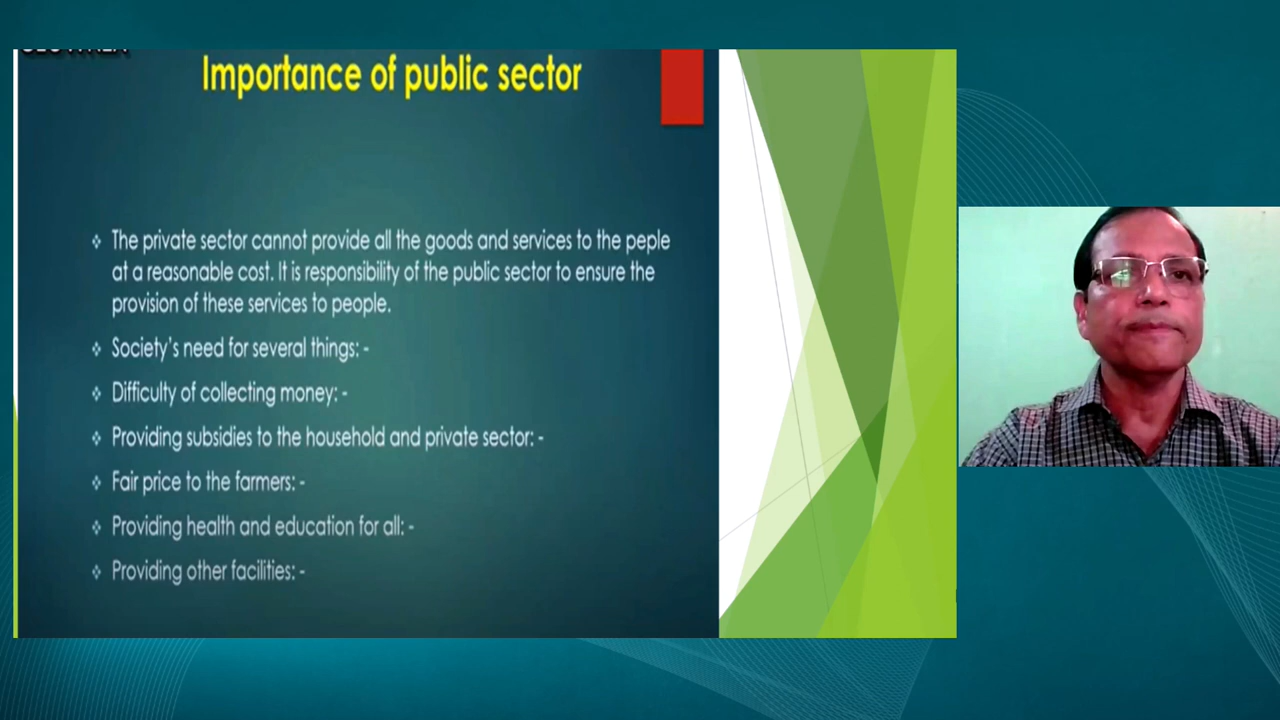 Importance of public sector
❖ The private sector cannot provide all the goods and services to the peple
at a reasonable cost. It is responsibility of the public sector to ensure the
provision of these services to people.
❖ Society's need for several things: -
❖ Difficulty of collecting money: -
❖ Providing subsidies to the household and private sector: -
❖ Fair price to the farmers: -
❖ Providing health and education for all: -
❖ Providing other facilities: -